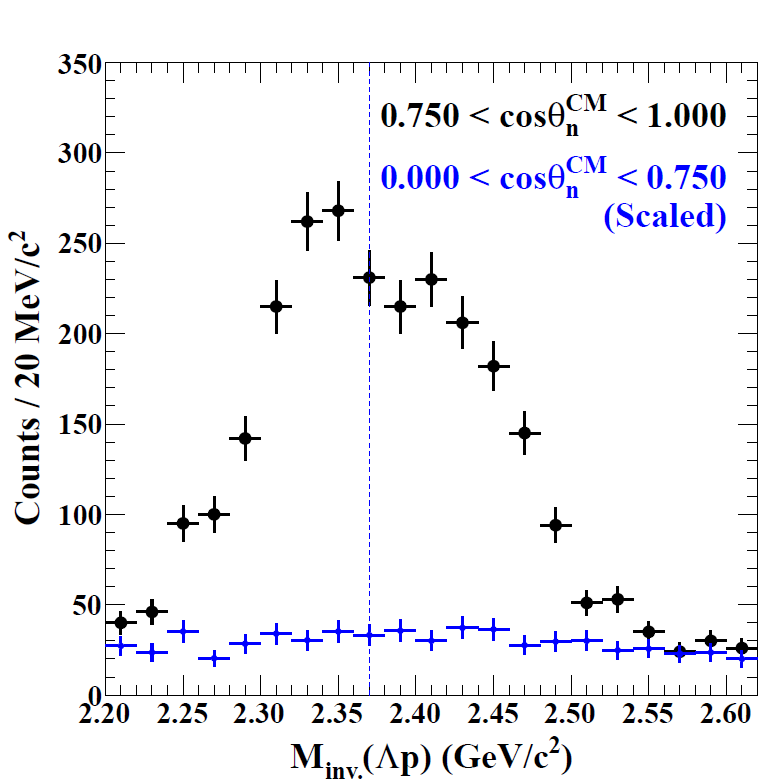 350
300
250
200
150
100
50
0
Counts / 20 MeV/c²
0.750 < cosθₙᶜᴹ < 1.000
0.000 < cosθₙᶜᴹ < 0.750
(Scaled)
2.20 2.25 2.30 2.35 2.40 2.45 2.50 2.55 2.60
M_inv.(Λp) (GeV/c²)